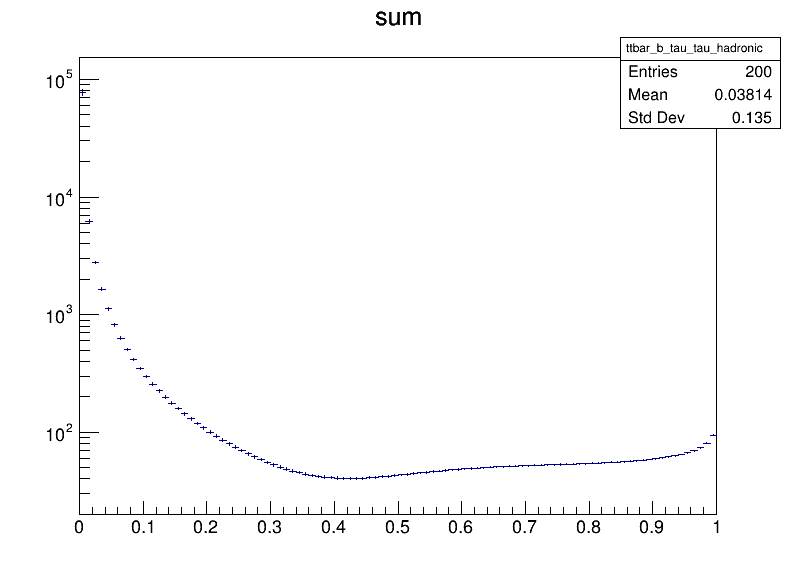 sum
ttbar_b_tau_tau_hadronic
Entries 200
Mean 0.03814
Std Dev 0.135
10^5
10^4
10^3
10^2
0 0.1 0.2 0.3 0.4 0.5 0.6 0.7 0.8 0.9 1